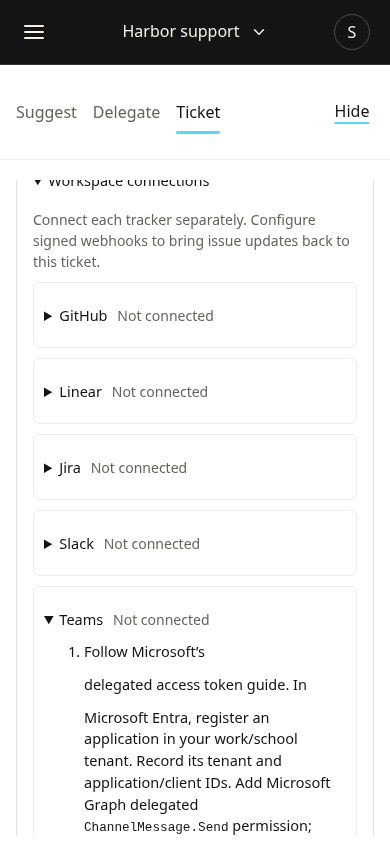 Harbor support
S
Suggest Delegate Ticket Hide
Workspace connections
Connect each tracker separately. Configure
signed webhooks to bring issue updates back to
this ticket.
GitHub Not connected
Linear Not connected
Jira Not connected
Slack Not connected
Teams Not connected
1. Follow Microsoft’s
delegated access token guide. In
Microsoft Entra, register an
application in your work/school
tenant. Record its tenant and
application/client IDs. Add Microsoft
Graph delegated
ChannelMessage.Send permission;